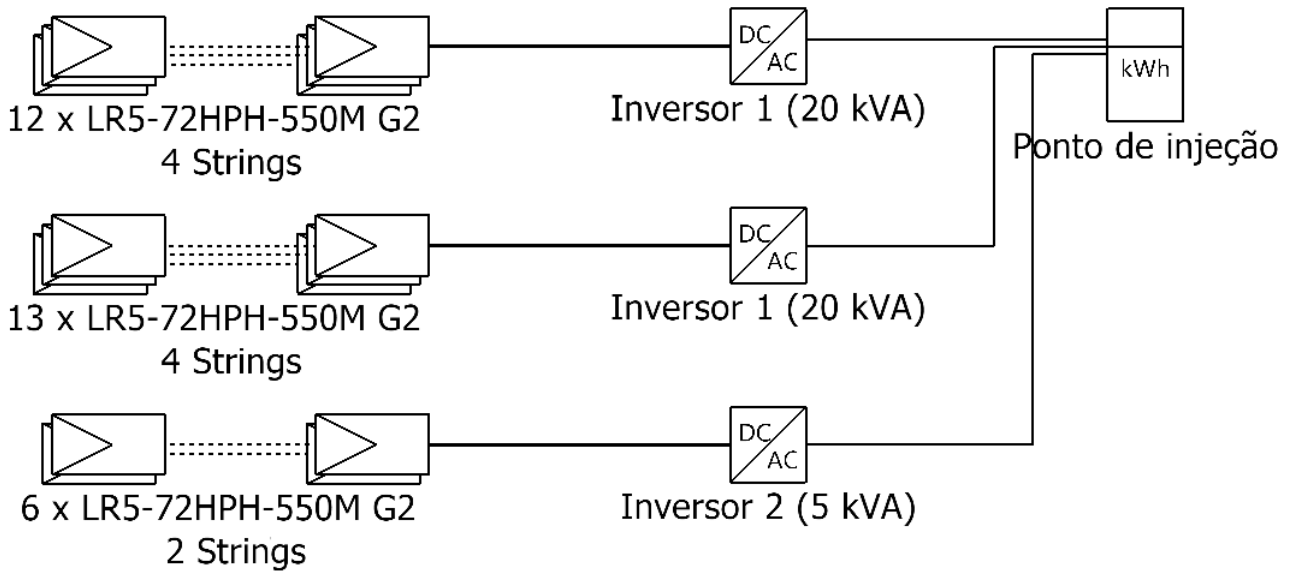 DC
AC
12 x LR5-72HPH-550M G2
4 Strings
Inversor 1 (20 kVA)
kWh
Ponto de injeção
DC
AC
13 x LR5-72HPH-550M G2
4 Strings
Inversor 1 (20 kVA)
DC
AC
6 x LR5-72HPH-550M G2
2 Strings
Inversor 2 (5 kVA)